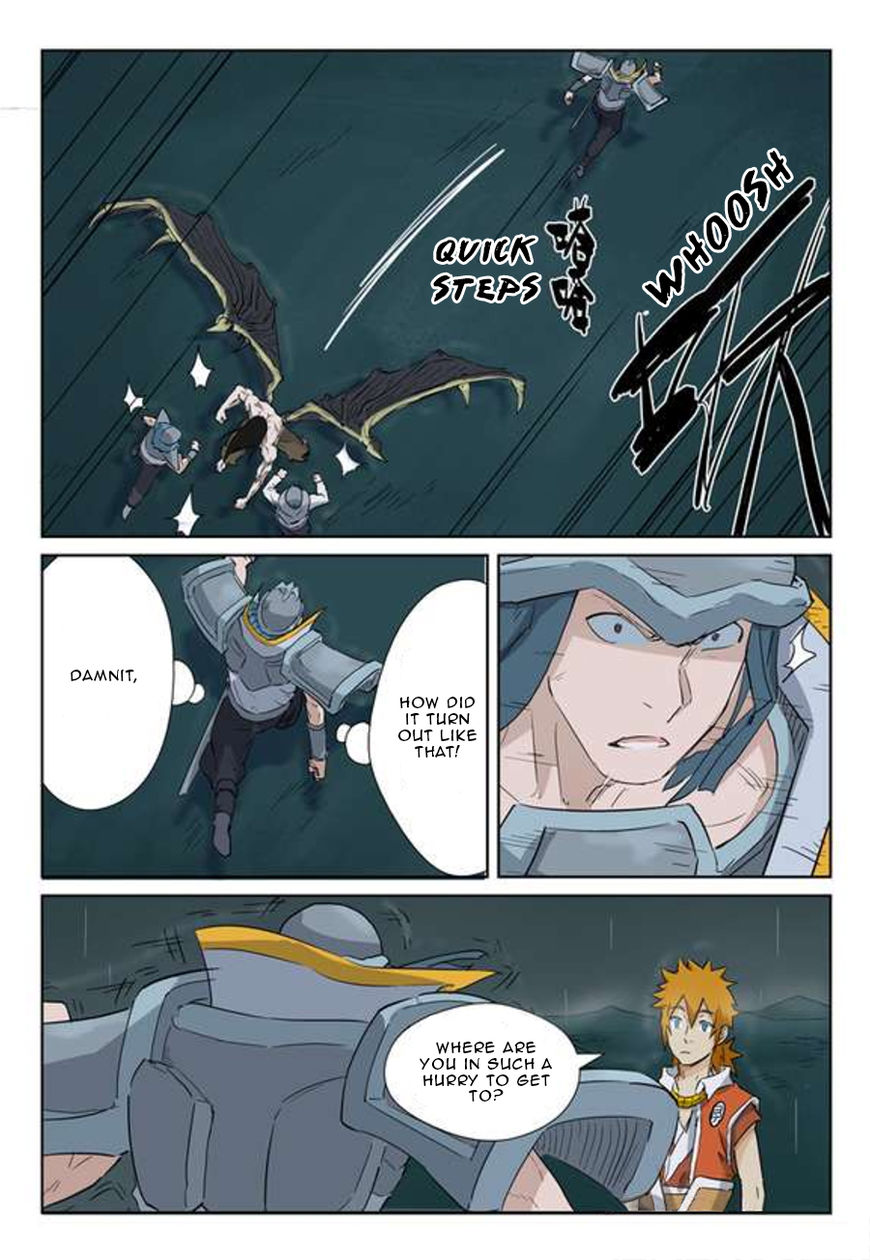 QUICK
STEPS
嗒
嗒
WHOOSH
DAMNIT,
HOW DID
IT TURN
OUT LIKE
THAT!
WHERE ARE
YOU IN SUCH A
HURRY TO GET
TO?